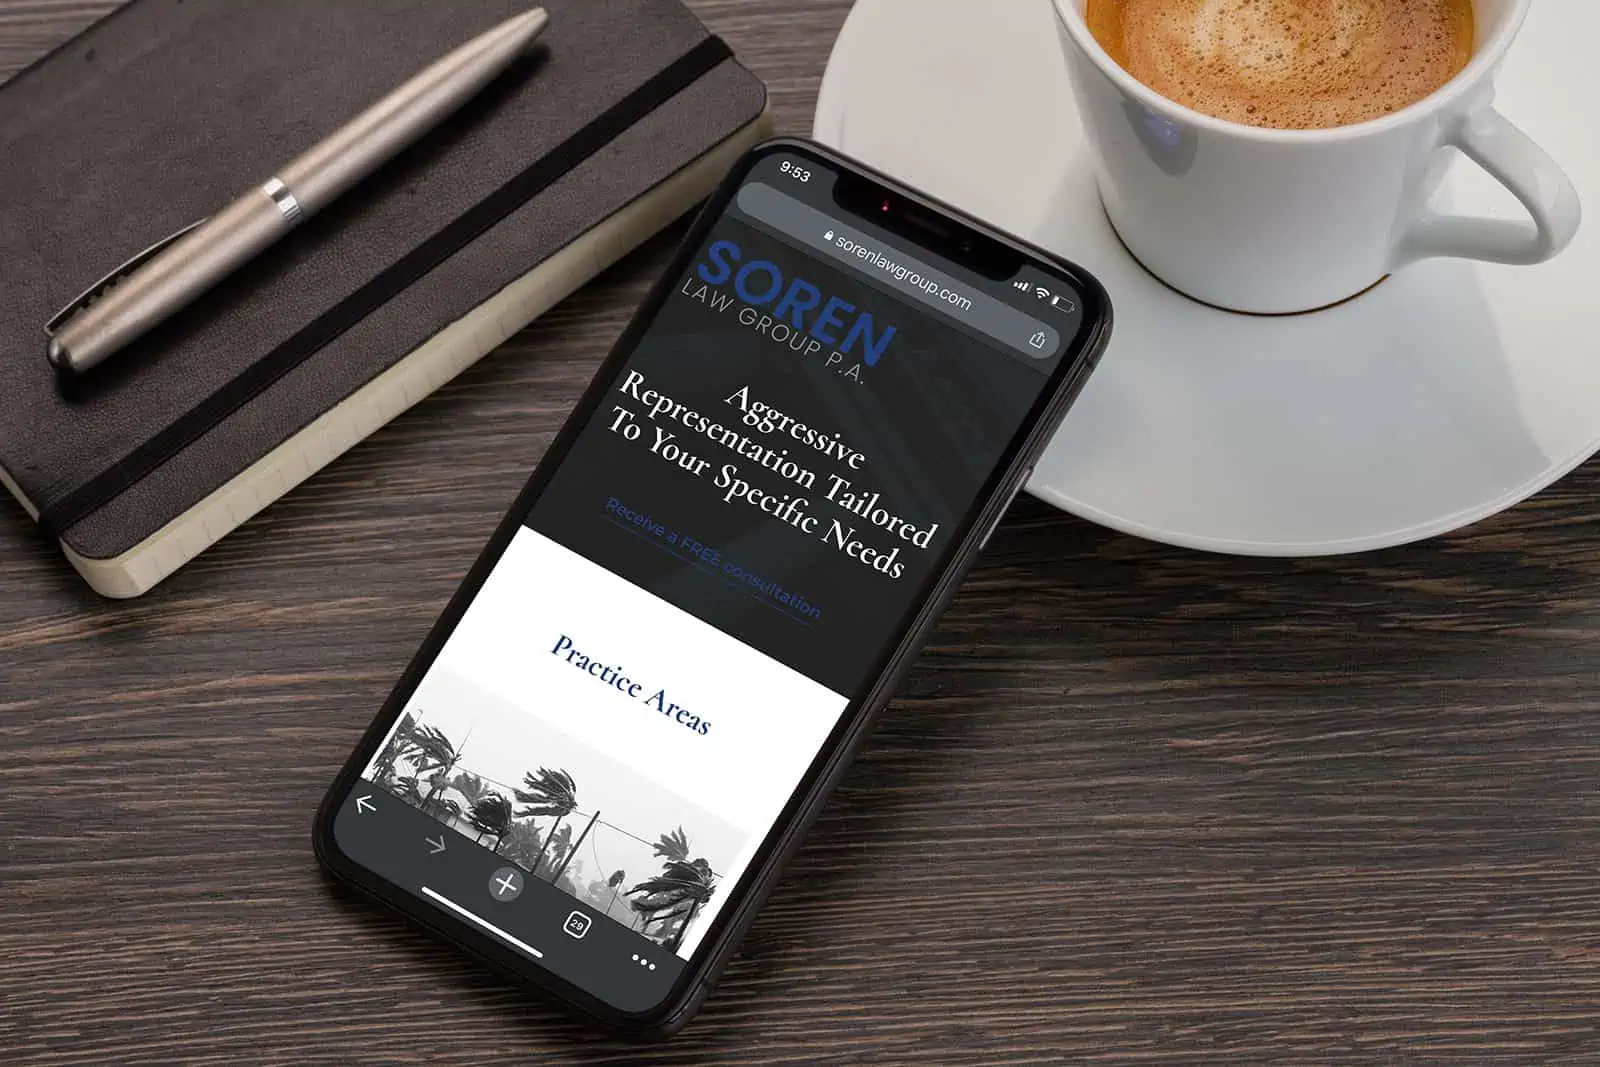 9:53
sorenlawgroup.com
SOREN
LAW GROUP P.A.
Aggressive
Representation Tailored
To Your Specific Needs
Receive a FREE consultation
Practice Areas
29